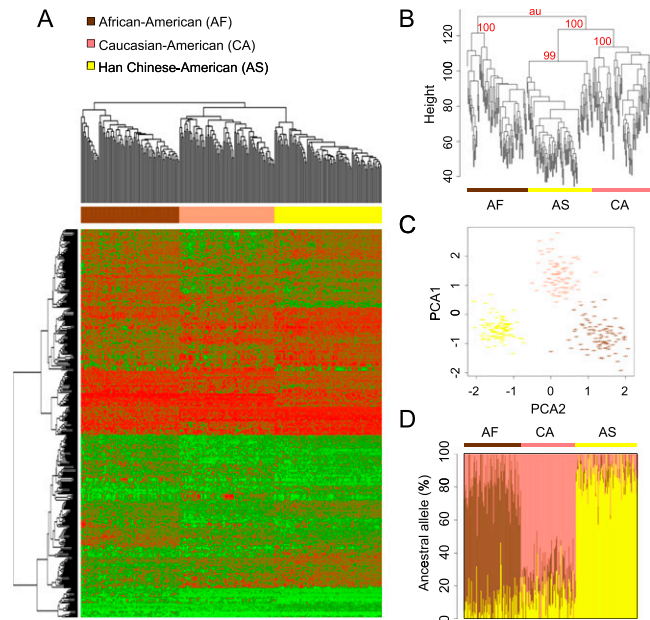 A
African-American (AF)
Caucasian-American (CA)
Han Chinese-American (AS)
B
Height
40 60 80 100 120
au
100
100
100
99
AF AS CA
C
PCA1
-2 -1 0 1 2
-2 -1 0 1 2
PCA2
D
AF CA AS
Ancestral allele (%)
0 20 40 60 80 100